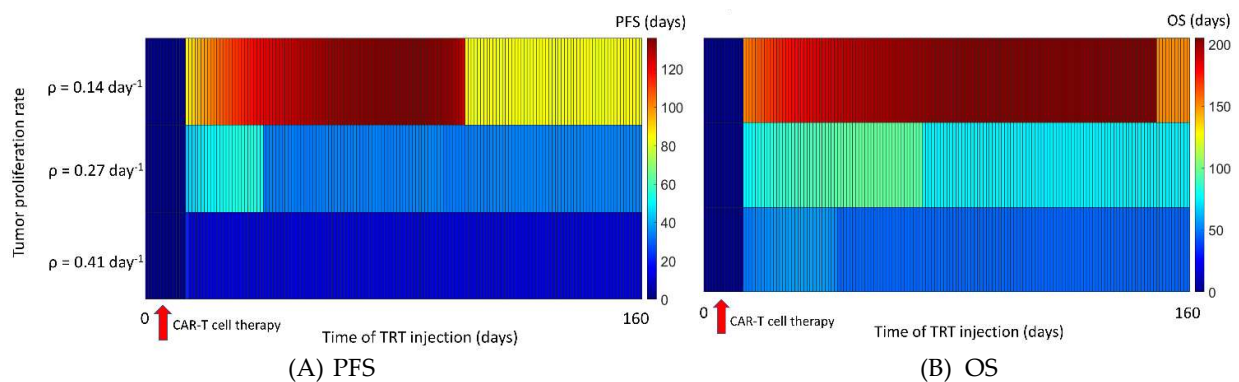 PFS (days)
OS (days)
Tumor proliferation rate
ρ = 0.14 day-1
ρ = 0.27 day-1
ρ = 0.41 day-1
120
100
80
60
40
20
0
200
150
100
50
0
0
160
CAR-T cell therapy
Time of TRT injection (days)
0
160
CAR-T cell therapy
Time of TRT injection (days)
(A) PFS
(B) OS